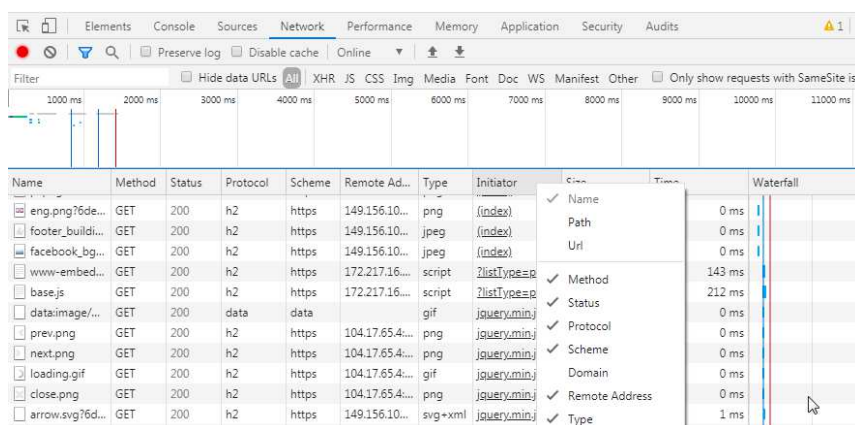 Elements Console Sources Network Performance Memory Application Security Audits 1
Preserve log Disable cache Online
Filter Hide data URLs All XHR JS CSS Img Media Font Doc WS Manifest Other Only show requests with SameSite is
1000 ms 2000 ms 3000 ms 4000 ms 5000 ms 6000 ms 7000 ms 8000 ms 9000 ms 10000 ms 11000 ms
Name Method Status Protocol Scheme Remote Ad... Type Initiator Size Time Waterfall
eng.png?6de... GET 200 h2 https 149.156.10... png (index) 0 ms
footer_buildi... GET 200 h2 https 149.156.10... jpeg (index) 0 ms
facebook_bg... GET 200 h2 https 149.156.10... jpeg (index) 0 ms
www-embed... GET 200 h2 https 172.217.16.... script ?listType=p 143 ms
base.js GET 200 h2 https 172.217.16.... script ?listType=p 212 ms
data:image/... GET 200 data data gif jquery.min.j 0 ms
prev.png GET 200 h2 https 104.17.65.4:... png jquery.min.j 0 ms
next.png GET 200 h2 https 104.17.65.4:... png jquery.min.j 0 ms
loading.gif GET 200 h2 https 104.17.65.4:... gif jquery.min.j 0 ms
close.png GET 200 h2 https 104.17.65.4:... png jquery.min.j 0 ms
arrow.svg?6d... GET 200 h2 https 149.156.10... svg+xml jquery.min.j 1 ms
Name
Path
Url
Method
Status
Protocol
Scheme
Domain
Remote Address
Type